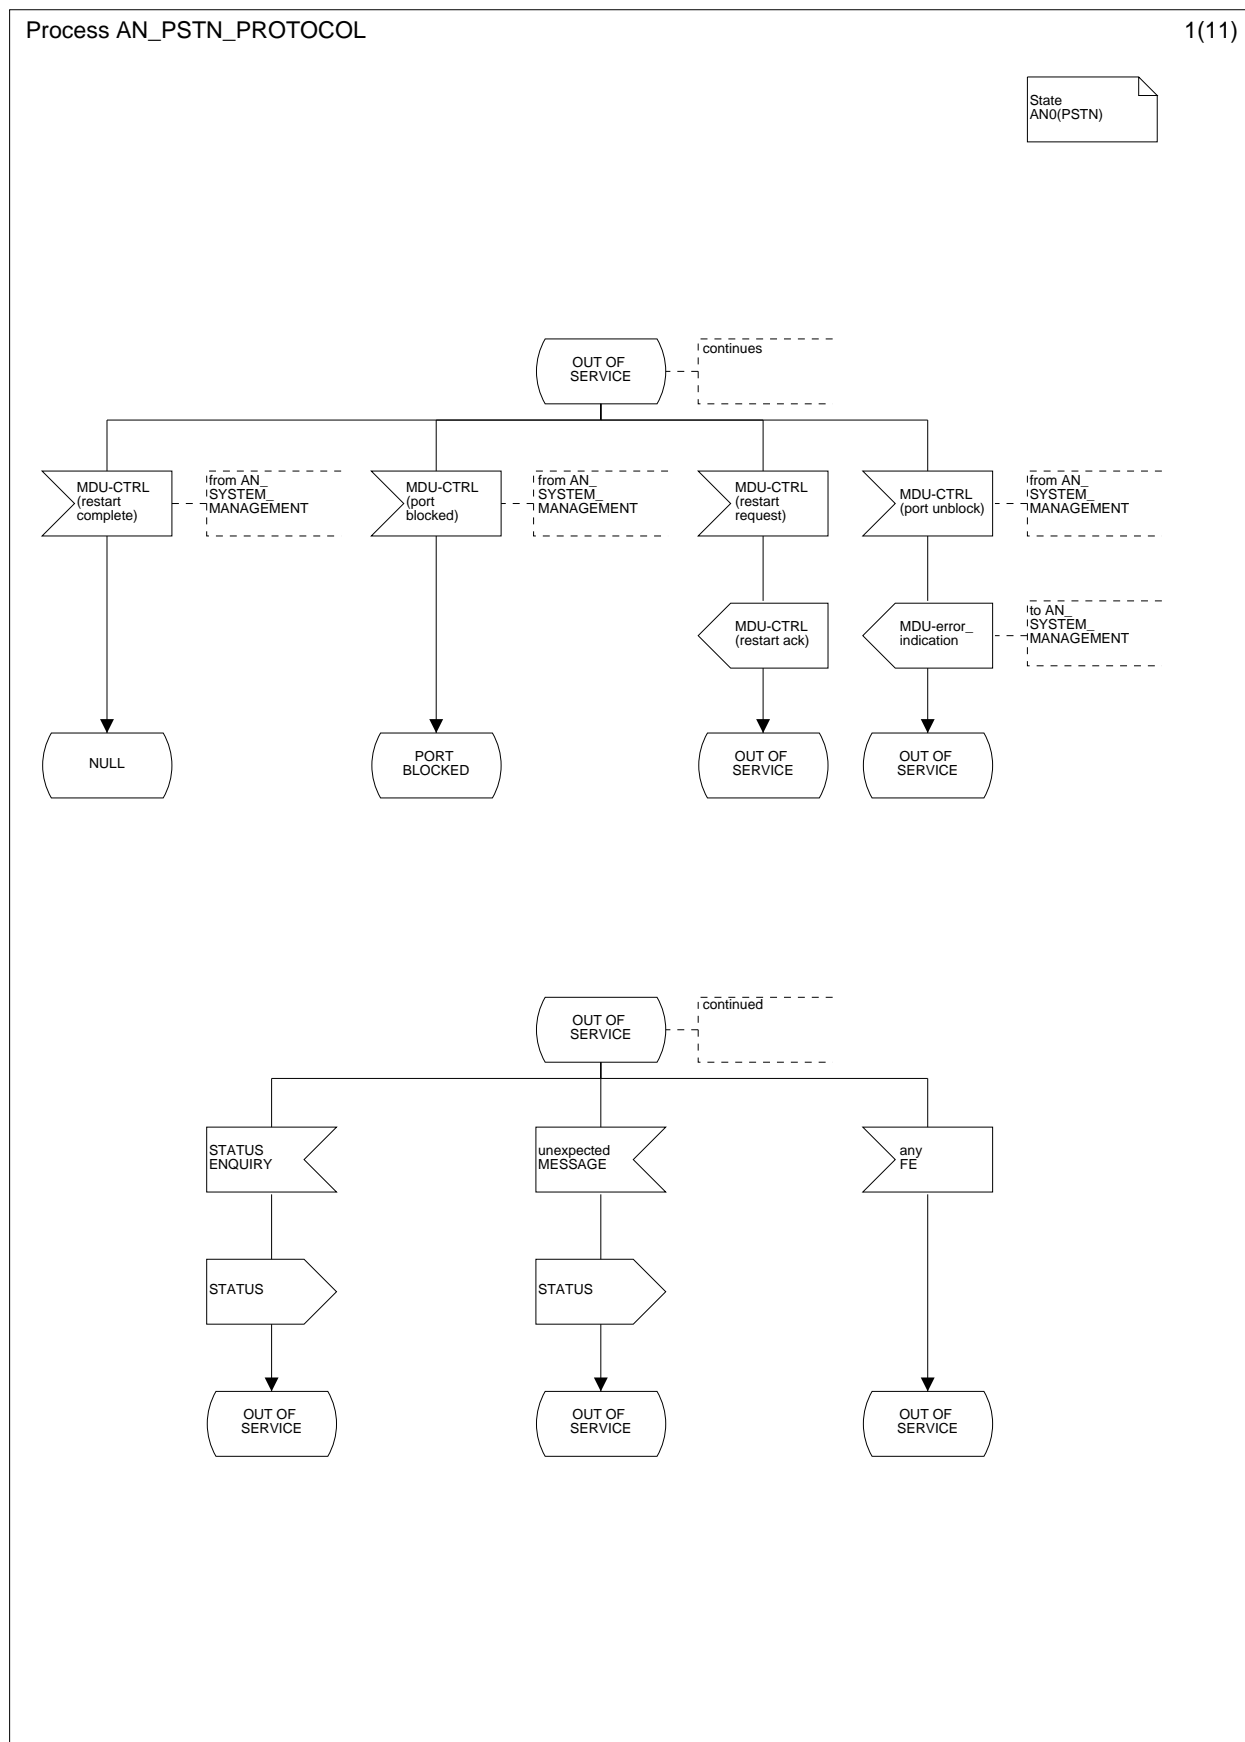 Process AN_PSTN_PROTOCOL
1(11)
State
AN0(PSTN)
OUT OF
SERVICE
continues
MDU-CTRL
(restart
complete)
from AN_
SYSTEM_
MANAGEMENT
MDU-CTRL
(port
blocked)
from AN_
SYSTEM_
MANAGEMENT
MDU-CTRL
(restart
request)
MDU-CTRL
(port unblock)
from AN_
SYSTEM_
MANAGEMENT
MDU-CTRL
(restart ack)
MDU-error_
indication
to AN_
SYSTEM_
MANAGEMENT
NULL
PORT
BLOCKED
OUT OF
SERVICE
OUT OF
SERVICE
OUT OF
SERVICE
continued
STATUS
ENQUIRY
unexpected
MESSAGE
any
FE
STATUS
STATUS
OUT OF
SERVICE
OUT OF
SERVICE
OUT OF
SERVICE